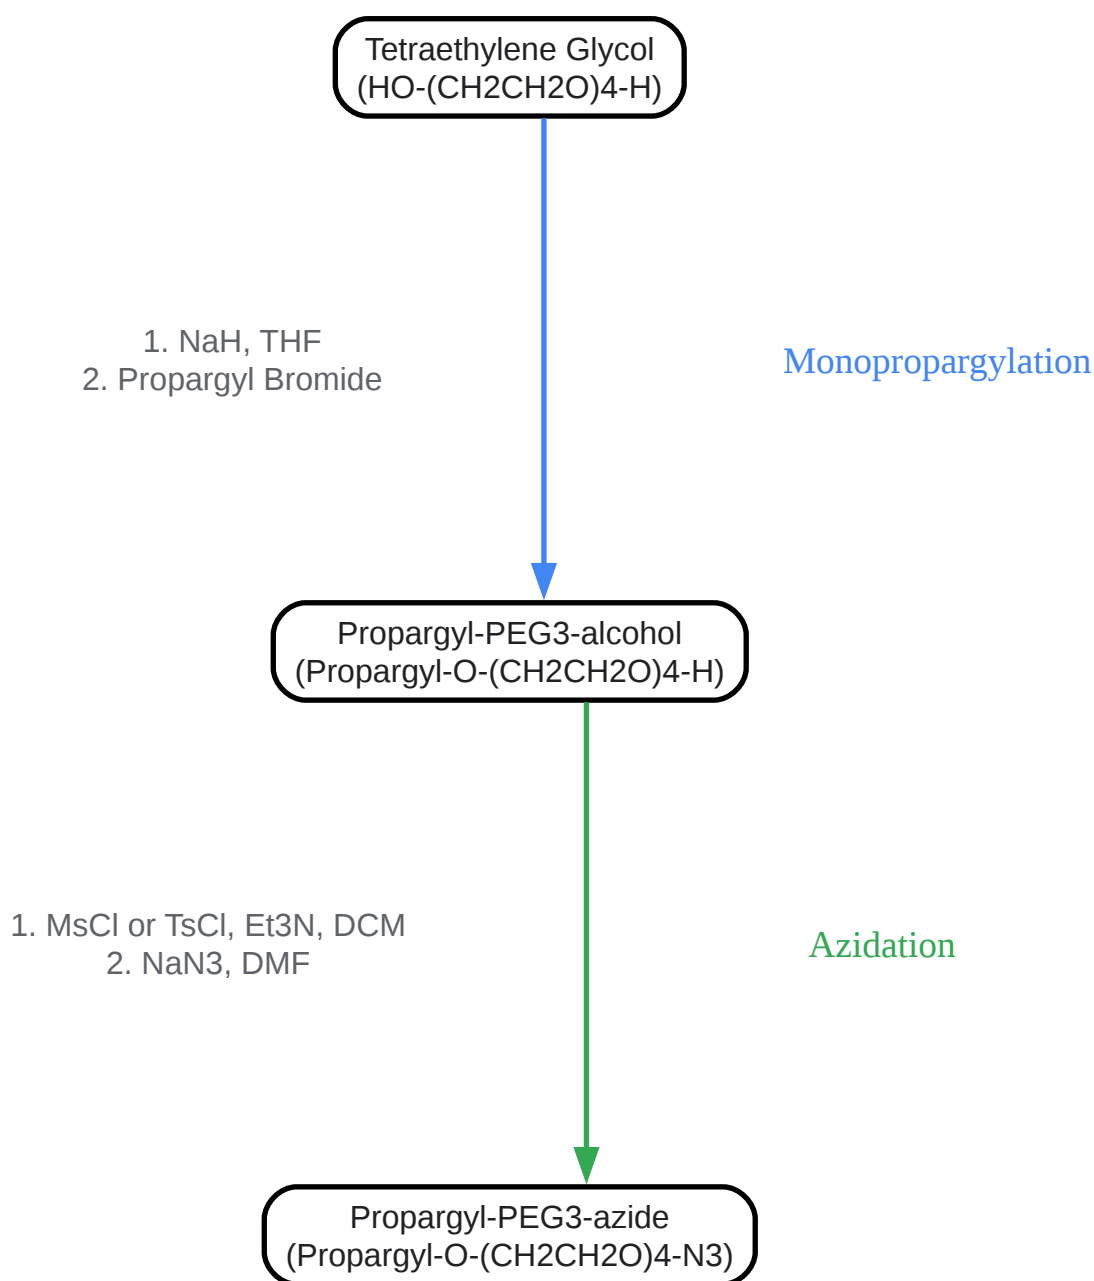 Tetraethylene Glycol
(HO-(CH2CH2O)4-H)
1. NaH, THF
2. Propargyl Bromide
Monopropargylation
Propargyl-PEG3-alcohol
(Propargyl-O-(CH2CH2O)4-H)
1. MsCl or TsCl, Et3N, DCM
2. NaN3, DMF
Azidation
Propargyl-PEG3-azide
(Propargyl-O-(CH2CH2O)4-N3)